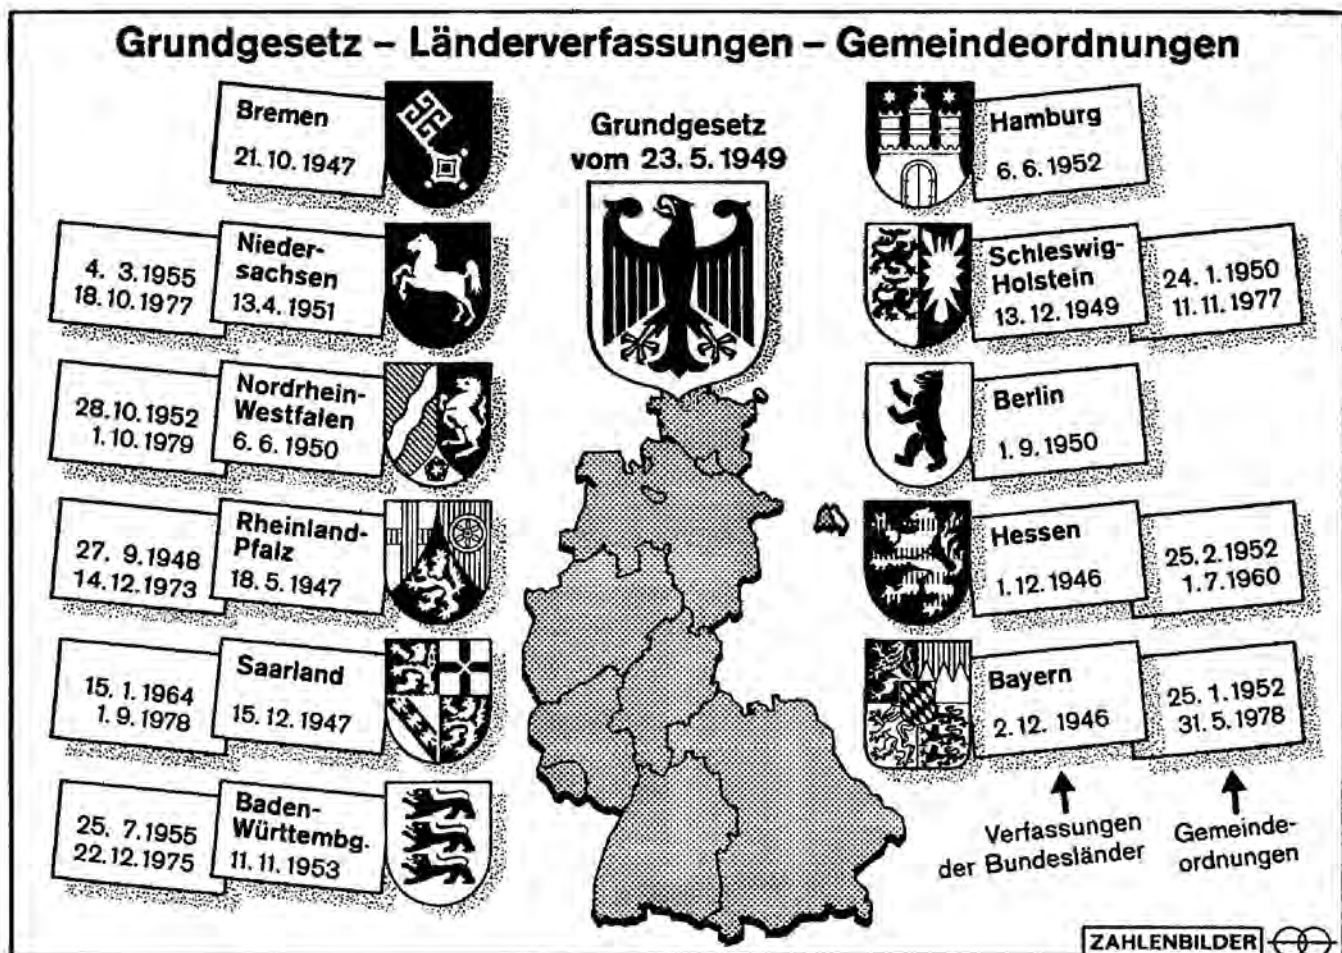 Grundgesetz – Länderverfassungen – Gemeindeordnungen
Bremen
21. 10. 1947
4. 3. 1955
18. 10. 1977
Nieder-
sachsen
13. 4. 1951
28. 10. 1952
1. 10. 1979
Nordrhein-
Westfalen
6. 6. 1950
27. 9. 1948
14. 12. 1973
Rheinland-
Pfalz
18. 5. 1947
15. 1. 1964
1. 9. 1978
Saarland
15. 12. 1947
25. 7. 1955
22. 12. 1975
Baden-
Württembg.
11. 11. 1953
Grundgesetz
vom 23. 5. 1949
Hamburg
6. 6. 1952
Schleswig-
Holstein
13. 12. 1949
24. 1. 1950
11. 11. 1977
Berlin
1. 9. 1950
Hessen
1. 12. 1946
25. 2. 1952
1. 7. 1960
Bayern
2. 12. 1946
25. 1. 1952
31. 5. 1978
Verfassungen
der Bundesländer
Gemeinde-
ordnungen
ZAHLENBILDER